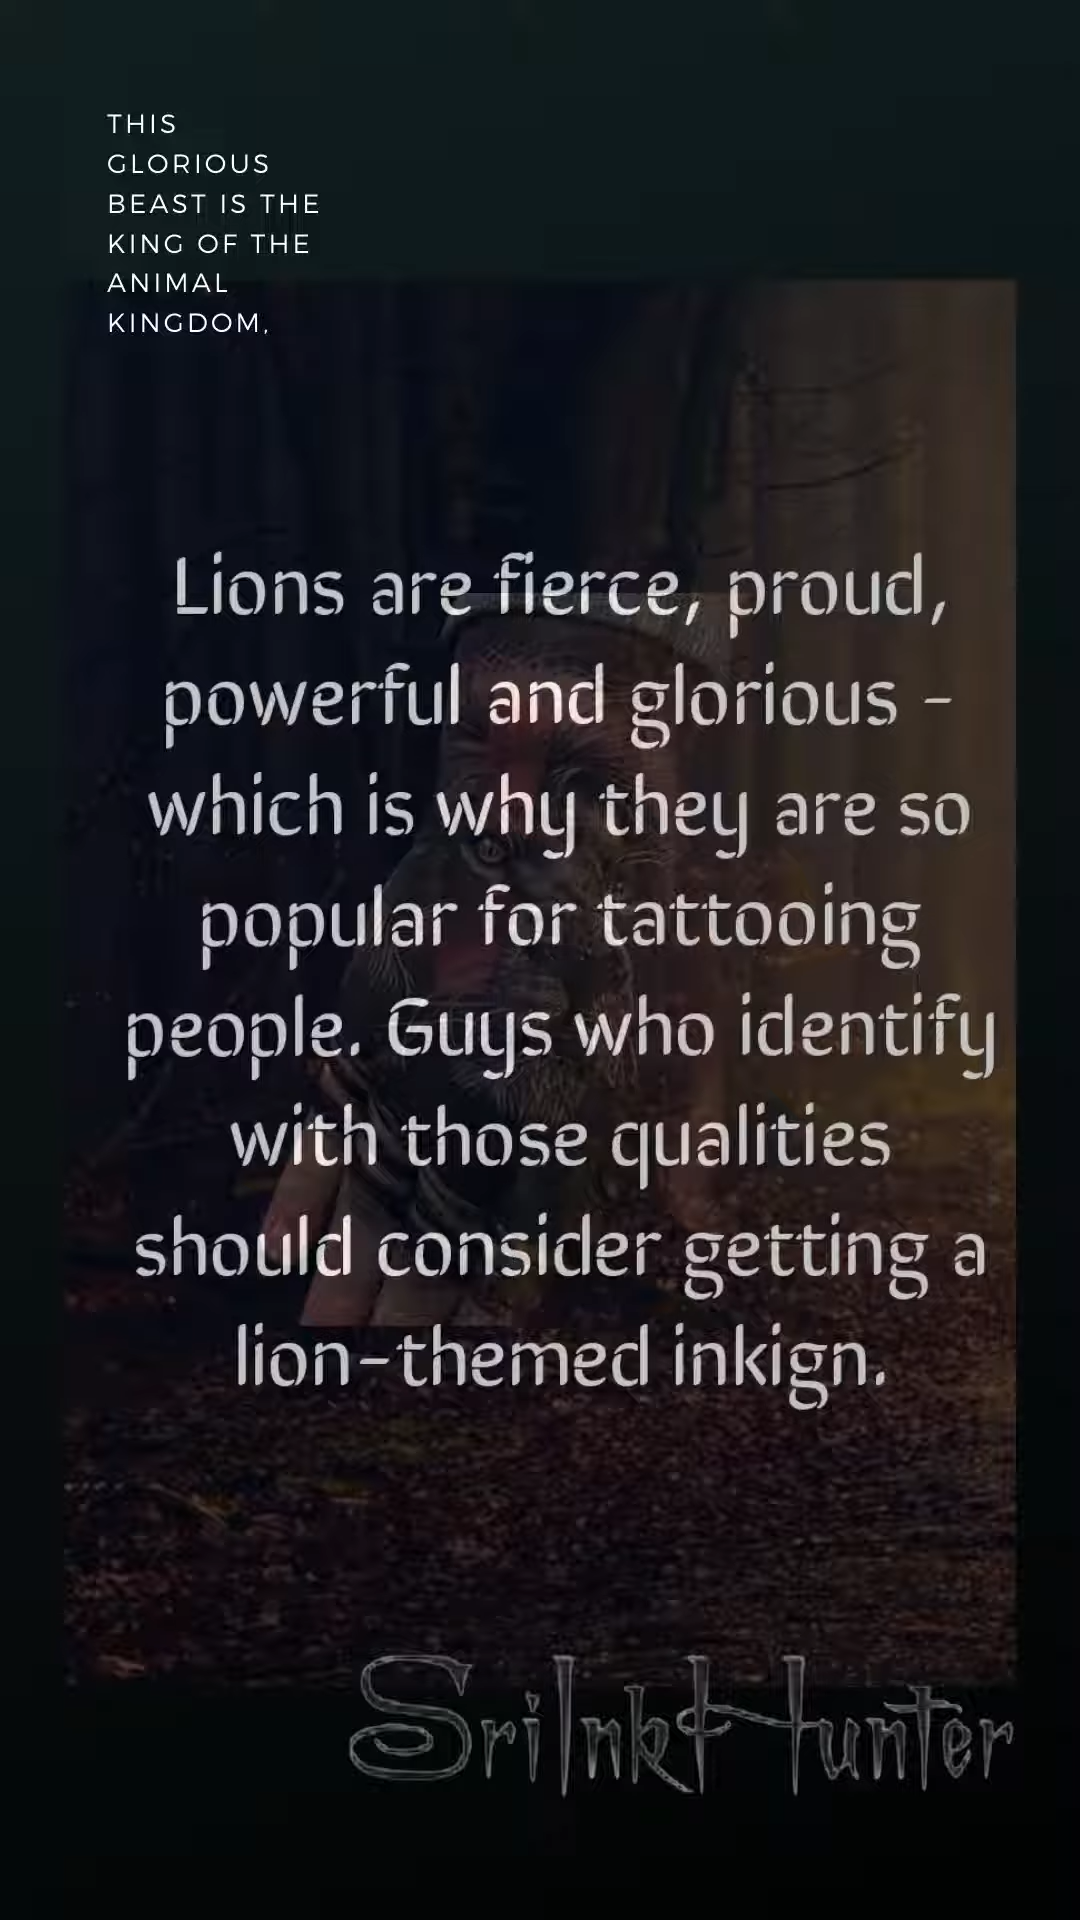 THIS
GLORIOUS
BEAST IS THE
KING OF THE
ANIMAL
KINGDOM,
Lions are fierce, proud,
powerful and glorious -
which is why they are so
popular for tattooing
people. Guys who identify
with those qualities
should consider getting a
lion-themed inkign.
SriInkHunter